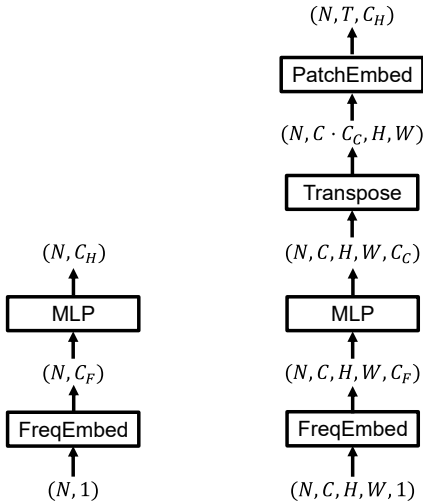 (N, T, C_H)
PatchEmbed
(N, C · C_C, H, W)
Transpose
(N, C_H)
(N, C, H, W, C_C)
MLP
MLP
(N, C_F)
(N, C, H, W, C_F)
FreqEmbed
FreqEmbed
(N, 1)
(N, C, H, W, 1)